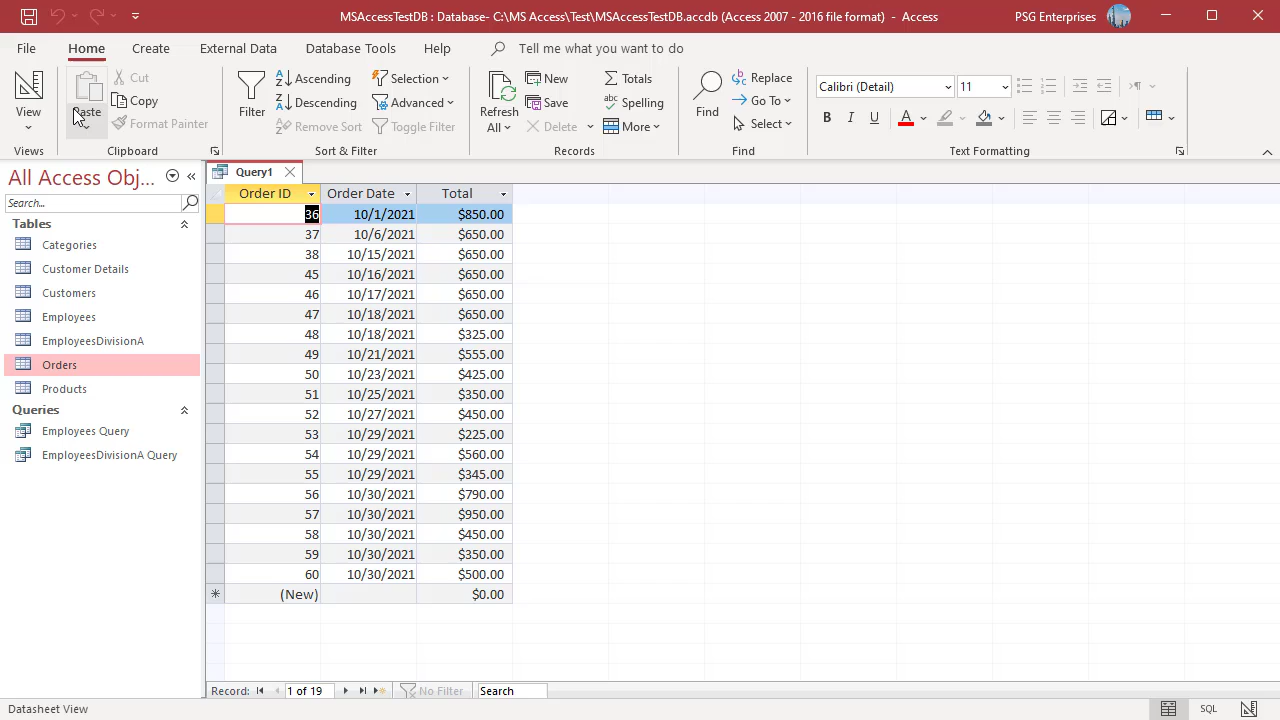 MSAccessTestDB : Database- C:\MS Access\Test\MSAccessTestDB.accdb (Access 2007 - 2016 file format) - Access
PSG Enterprises
File Home Create External Data Database Tools Help Tell me what you want to do
View
Views
Paste
Cut
Copy
Format Painter
Clipboard
Filter
Ascending
Descending
Remove Sort
Selection
Advanced
Toggle Filter
Sort & Filter
Refresh
All
New
Save
Delete
Totals
Spelling
More
Records
Find
Replace
Go To
Select
Find
Calibri (Detail) 11
B I U A
Text Formatting
All Access Obj...
Search...
Tables
Categories
Customer Details
Customers
Employees
EmployeesDivisionA
Orders
Products
Queries
Employees Query
EmployeesDivisionA Query
Query1
Order ID Order Date Total
36 10/1/2021 $850.00
37 10/6/2021 $650.00
38 10/15/2021 $650.00
45 10/16/2021 $650.00
46 10/17/2021 $650.00
47 10/18/2021 $650.00
48 10/18/2021 $325.00
49 10/21/2021 $555.00
50 10/23/2021 $425.00
51 10/25/2021 $350.00
52 10/27/2021 $450.00
53 10/29/2021 $225.00
54 10/29/2021 $560.00
55 10/29/2021 $345.00
56 10/30/2021 $790.00
57 10/30/2021 $950.00
58 10/30/2021 $450.00
59 10/30/2021 $350.00
60 10/30/2021 $500.00
(New) $0.00
Record: 1 of 19 No Filter Search
Datasheet View
SQL